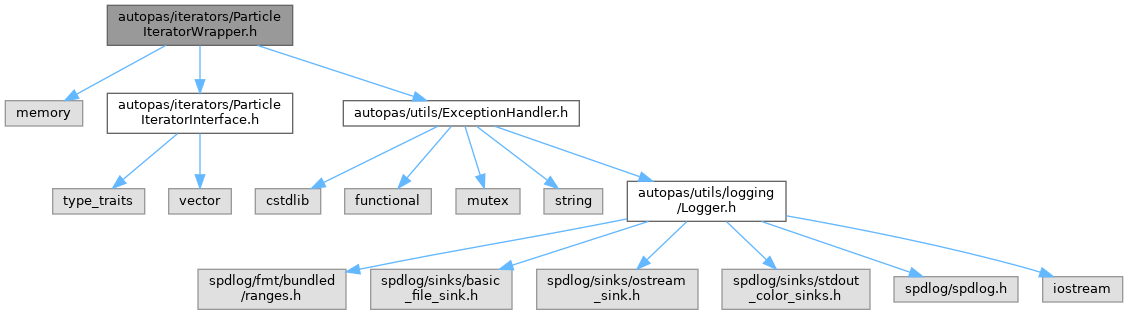 autopas/iterators/Particle
IteratorWrapper.h
memory
autopas/iterators/Particle
IteratorInterface.h
autopas/utils/ExceptionHandler.h
type_traits
vector
cstdlib
functional
mutex
string
autopas/utils/logging
/Logger.h
spdlog/fmt/bundled
/ranges.h
spdlog/sinks/basic
_file_sink.h
spdlog/sinks/ostream
_sink.h
spdlog/sinks/stdout
_color_sinks.h
spdlog/spdlog.h
iostream